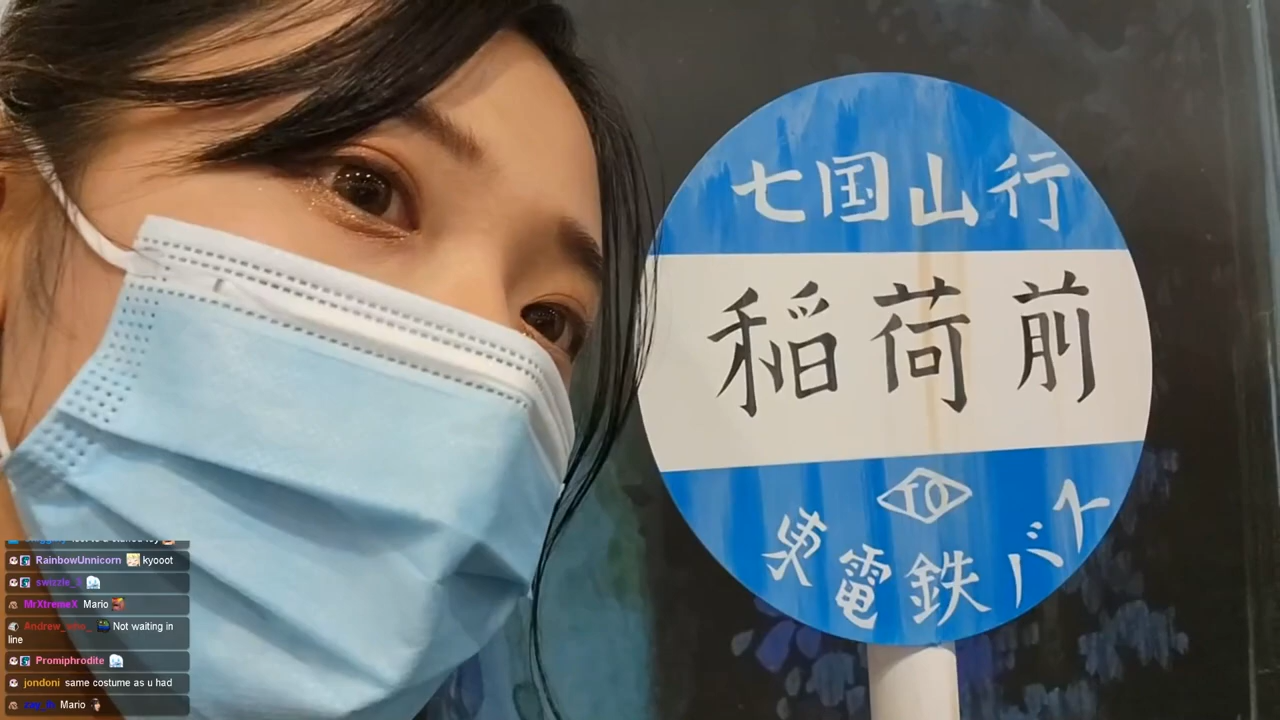 七国山行
稲荷前
TO
東電鉄バス
RainbowUnnicorn kyooot
MrXtremeX Mario
Not waiting in
line
Promiphrodite
jondoni same costume as u had
Mario